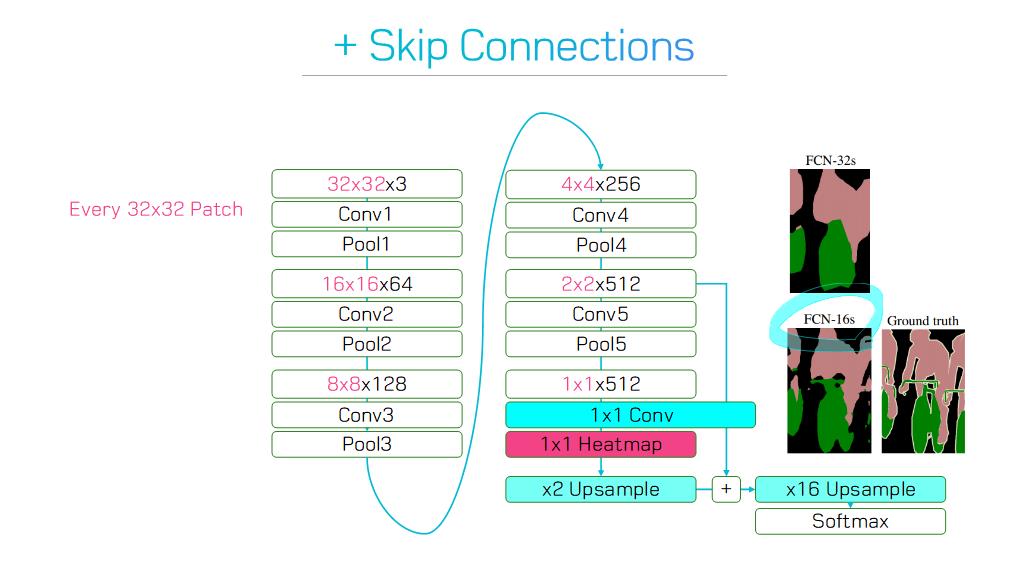 + Skip Connections
Every 32x32 Patch
32x32x3
Conv1
Pool1
16x16x64
Conv2
Pool2
8x8x128
Conv3
Pool3
4x4x256
Conv4
Pool4
2x2x512
Conv5
Pool5
1x1x512
1x1 Conv
1x1 Heatmap
x2 Upsample
+
x16 Upsample
Softmax
FCN-32s
FCN-16s
Ground truth